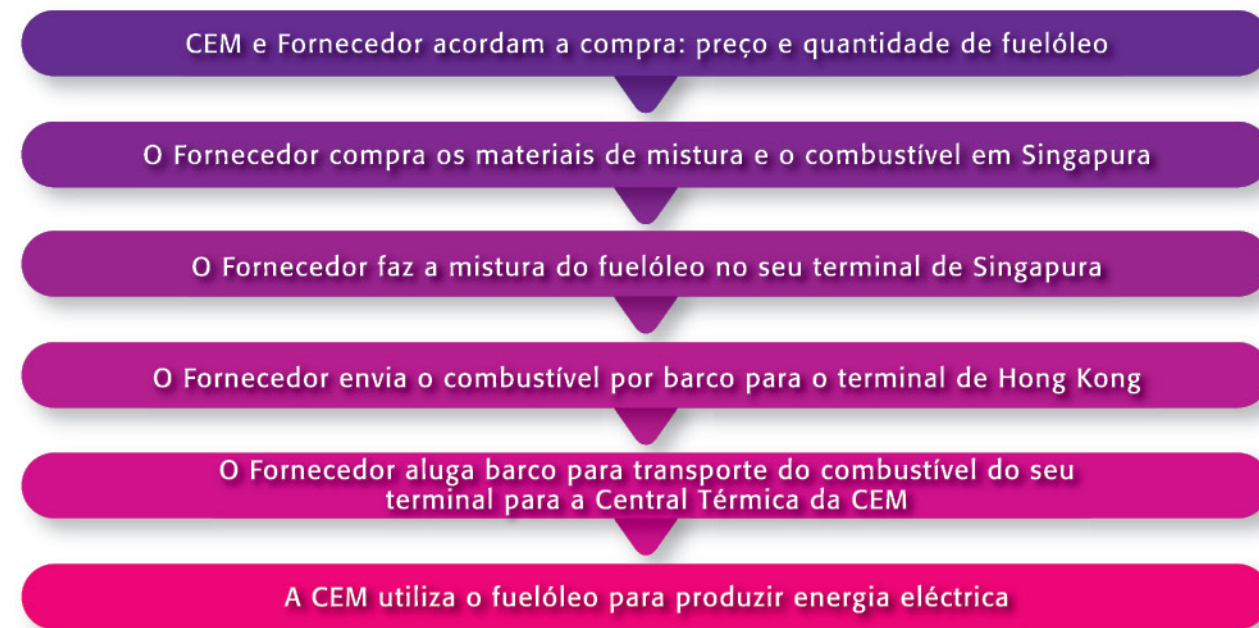 CEM e Fornecedor acordam a compra: preço e quantidade de fuelóleo
O Fornecedor compra os materiais de mistura e o combustível em Singapura
O Fornecedor faz a mistura do fuelóleo no seu terminal de Singapura
O Fornecedor envia o combustível por barco para o terminal de Hong Kong
O Fornecedor aluga barco para transporte do combustível do seu
terminal para a Central Térmica da CEM
A CEM utiliza o fuelóleo para produzir energia eléctrica